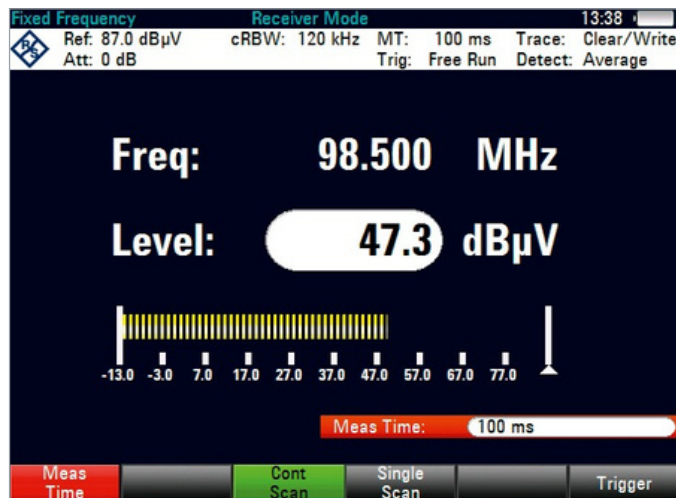 Fixed Frequency Receiver Mode 13:38
R&S Ref: 87.0 dBµV cRBW: 120 kHz MT: 100 ms Trace: Clear/Write
Att: 0 dB Trig: Free Run Detect: Average
Freq: 98.500 MHz
Level: 47.3 dBµV
-13.0 -3.0 7.0 17.0 27.0 37.0 47.0 57.0 67.0 77.0
Meas Time: 100 ms
Meas Time Cont Scan Single Scan Trigger